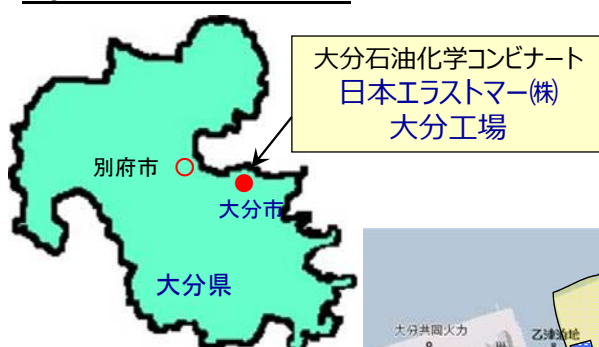 大分石油化学コンビナート
日本エラストマー㈱
大分工場
別府市
大分市
大分県
大分共同火力
乙津泊地